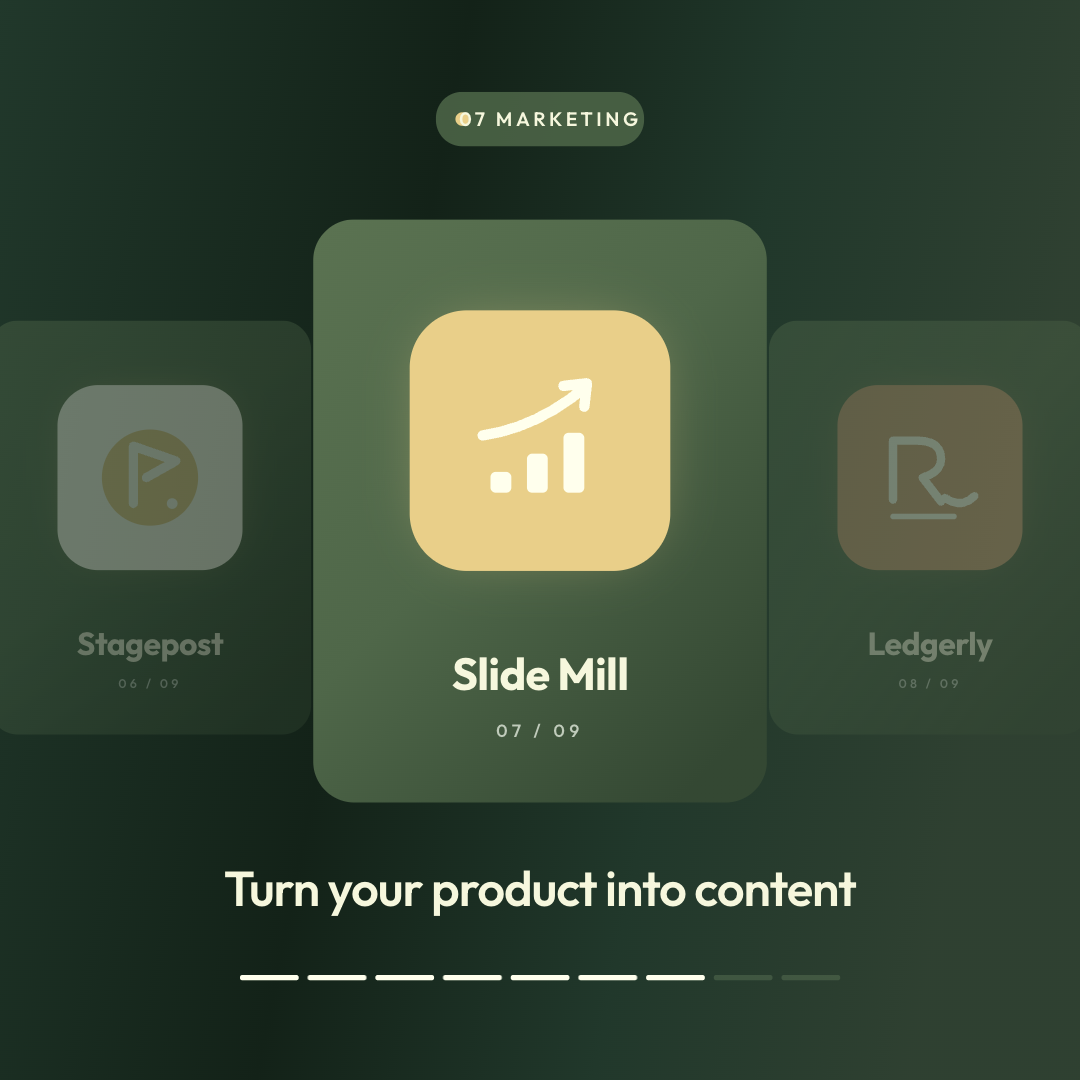 07 MARKETING
Stagepost
06 / 09
Slide Mill
07 / 09
Ledgerly
08 / 09
Turn your product into content